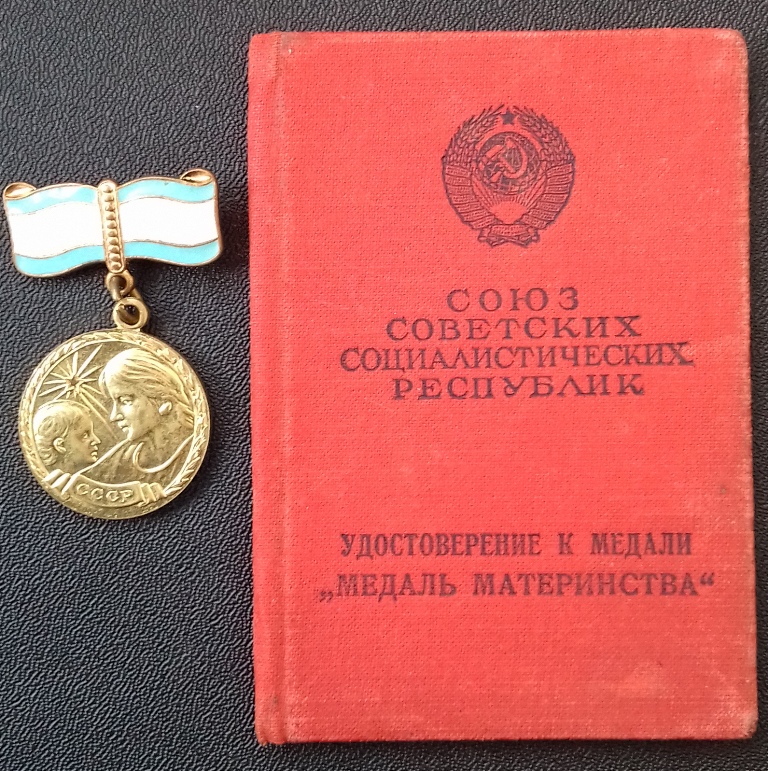 СССР
СОЮЗ
СОВЕТСКИХ
СОЦИАЛИСТИЧЕСКИХ
РЕСПУБЛИК
УДОСТОВЕРЕНИЕ К МЕДАЛИ
„МЕДАЛЬ МАТЕРИНСТВА“